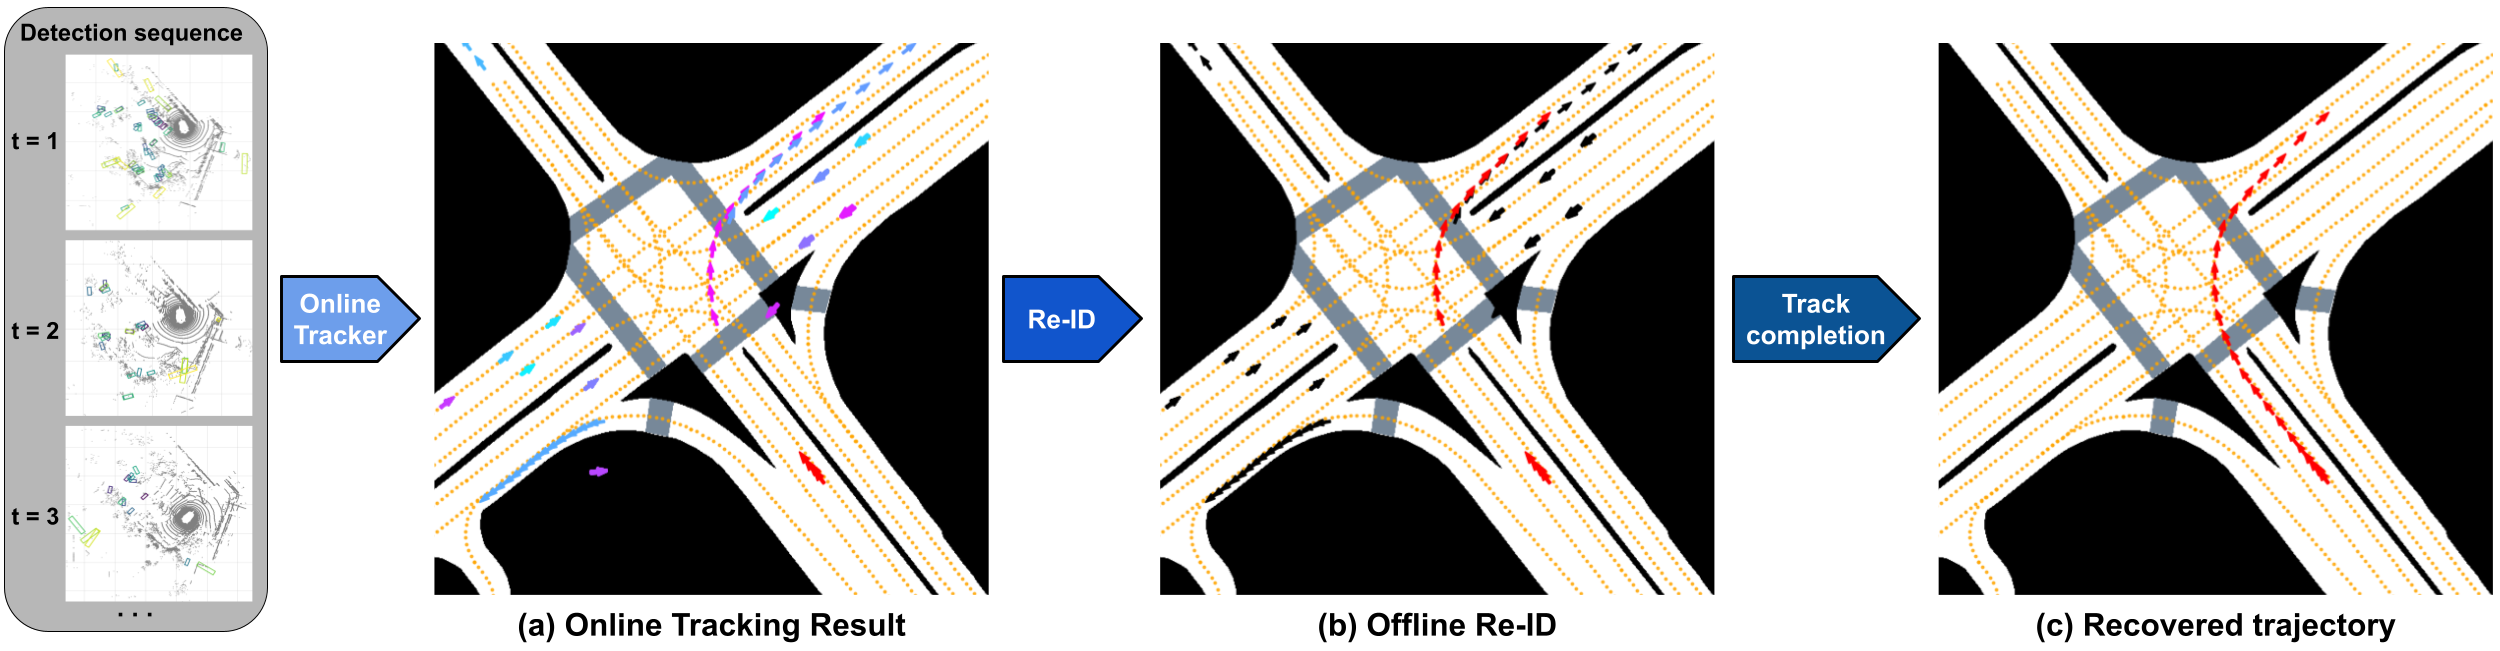 Detection sequence
t = 1
t = 2
t = 3
. . .
Online
Tracker
Re-ID
Track
completion
(a) Online Tracking Result
(b) Offline Re-ID
(c) Recovered trajectory